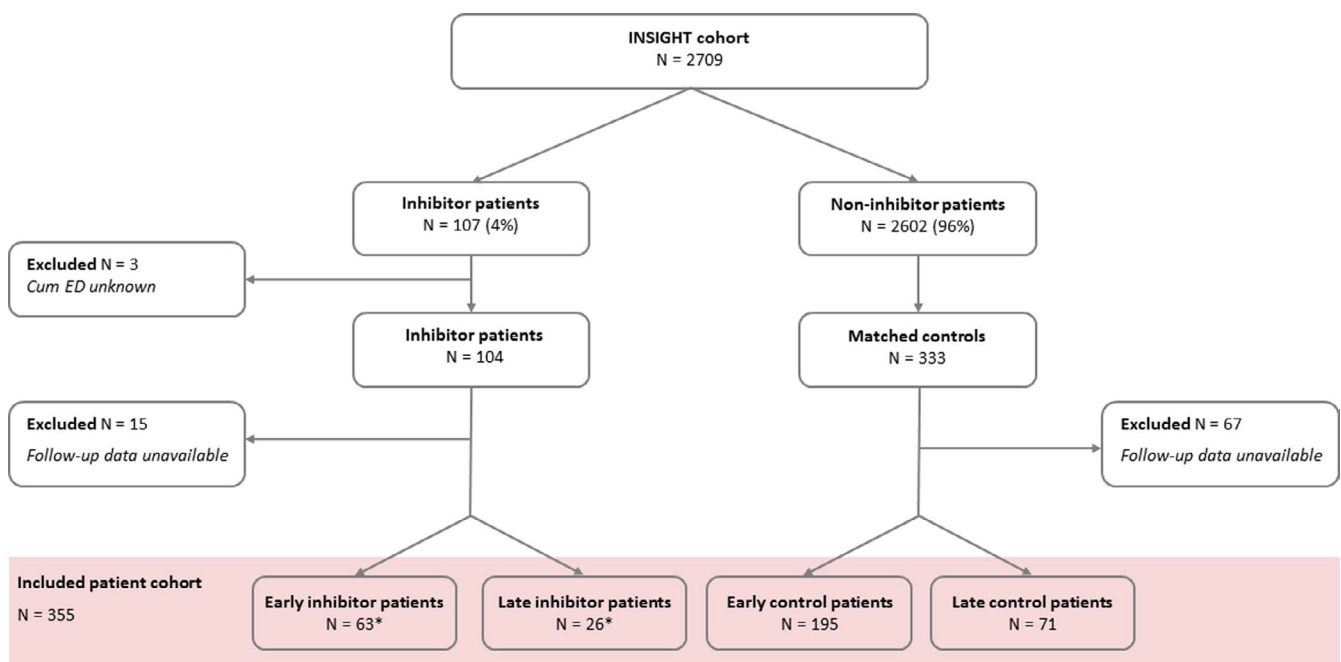 INSIGHT cohort
N = 2709
Inhibitor patients
N = 107 (4%)
Non-inhibitor patients
N = 2602 (96%)
Excluded N = 3
Cum ED unknown
Inhibitor patients
N = 104
Matched controls
N = 333
Excluded N = 15
Follow-up data unavailable
Excluded N = 67
Follow-up data unavailable
Included patient cohort
N = 355
Early inhibitor patients
N = 63*
Late inhibitor patients
N = 26*
Early control patients
N = 195
Late control patients
N = 71